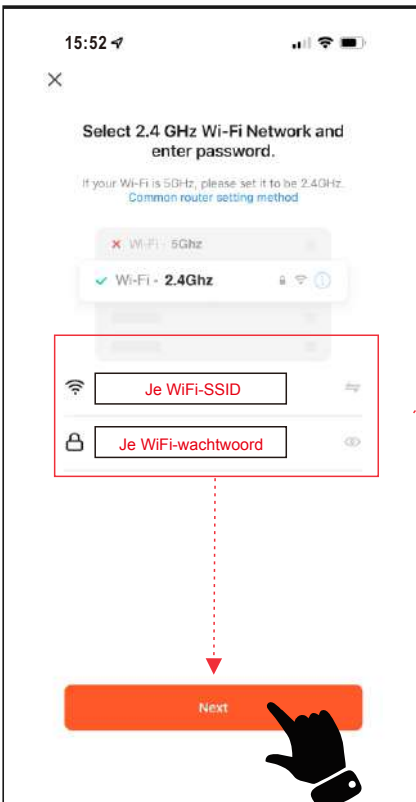 15:52
Select 2.4 GHz Wi-Fi Network and
enter password.
If your Wi-Fi is 5GHz, please set it to be 2.4GHz.
Common router setting method
Wi-Fi - 5Ghz
Wi-Fi - 2.4Ghz
Je WiFi-SSID
Je WiFi-wachtwoord
Next